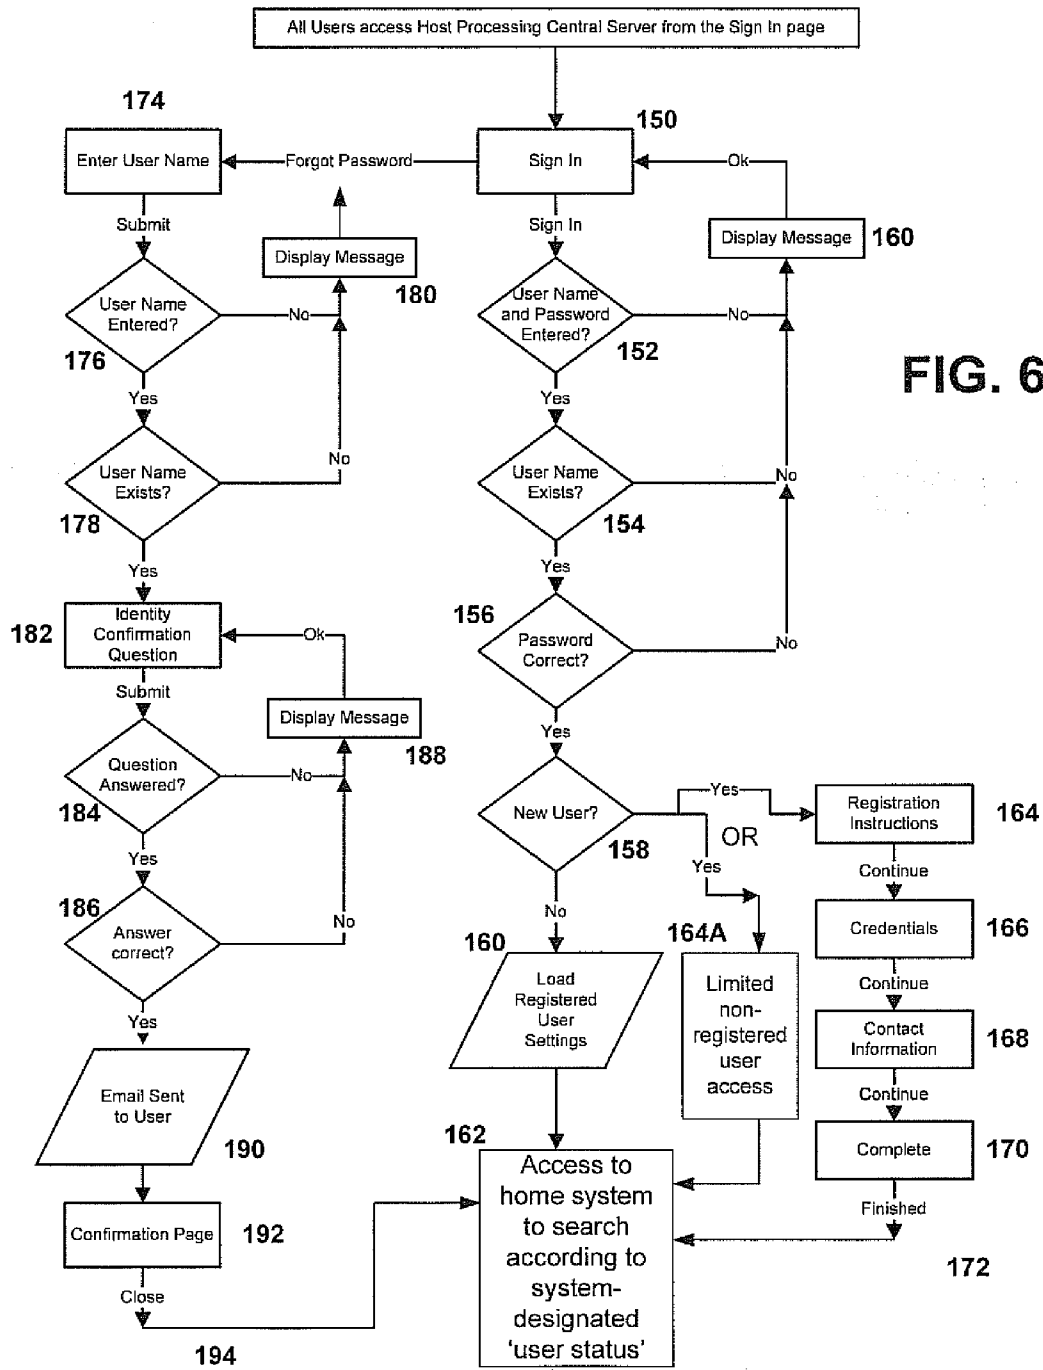 All Users access Host Processing Central Server from the Sign In page
174
150
Enter User Name
Forgot Password
Sign In
Ok
Submit
Sign In
Display Message
160
Display Message
180
User Name
Entered?
No
176
User Name
and Password
Entered?
No
152
FIG. 6
Yes
Yes
User Name
Exists?
No
178
User Name
Exists?
No
154
Yes
Yes
182
Identity
Confirmation
Question
Ok
156
Password
Correct?
No
Submit
Display Message
188
Yes
Question
Answered?
No
184
New User?
158
Yes
OR
Yes
Registration
Instructions
164
Yes
Continue
186
Answer
correct?
No
No
160
164A
Credentials
166
Yes
Load
Registered
User
Settings
Limited
non-
registered
user
access
Continue
Contact
Information
168
Continue
Email Sent
to User
190
162
Complete
170
Access to
home system
to search
according to
system-
designated
'user status'
Finished
172
Confirmation Page
192
Close
194